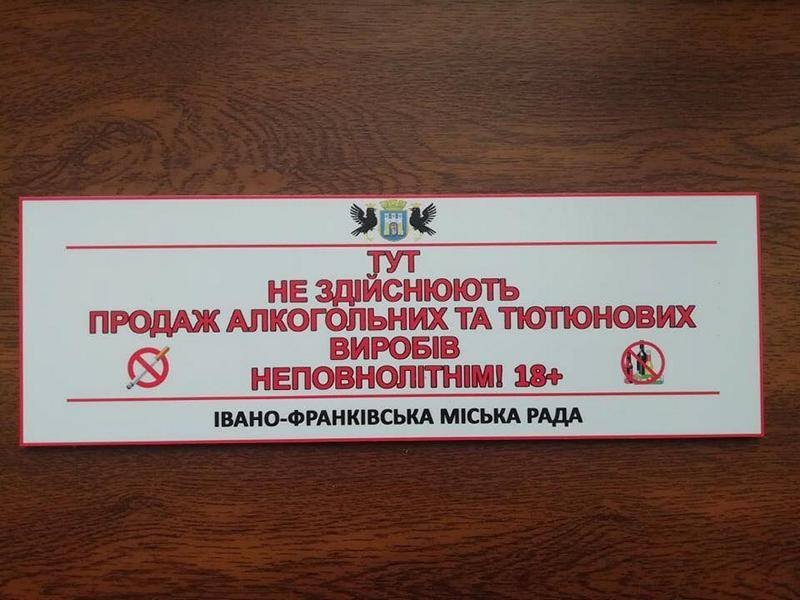 ТУТ
НЕ ЗДІЙСНЮЮТЬ
ПРОДАЖ АЛКОГОЛЬНИХ ТА ТЮТЮНОВИХ
ВИРОБІВ
НЕПОВНОЛІТНІМ! 18+
ІВАНО-ФРАНКІВСЬКА МІСЬКА РАДА